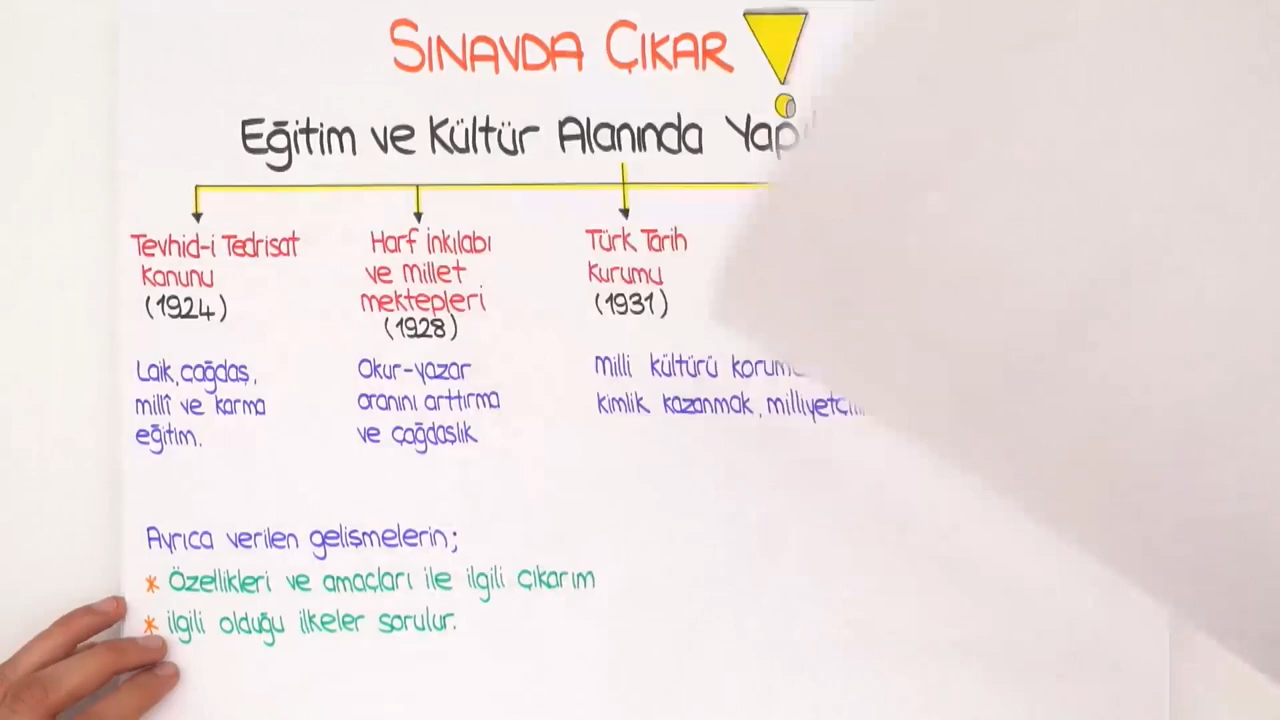 SINAVDA ÇIKAR
Eğitim ve Kültür Alanında
Tevhid-i Tedrisat
Kanunu
(1924)
Harf İnkılabı
ve millet
mektepleri
(1928)
Türk Tarih
Kurumu
(1931)
Laik, çağdaş,
millî ve karma
eğitim.
Okur-yazar
oranını arttırma
ve çağdaşlık
milli kültürü
kimlik kazanmak,
Ayrıca verilen gelişmelerin;
* Özellikleri ve amaçları ile ilgili çıkarım
* ilgili olduğu ilkeler sorulur.